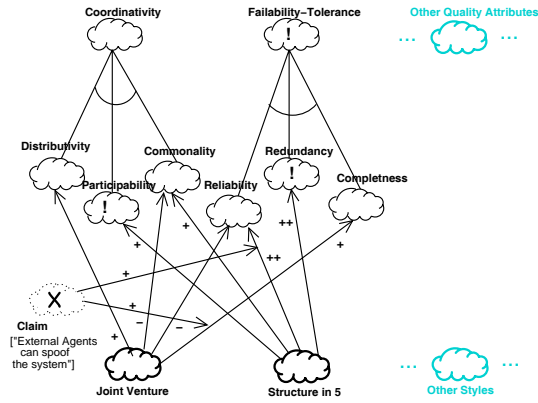 Coordinativity
Failability-Tolerance
Other Quality Attributes
!
... ...
Distributivity
Commonality
Redundancy
Participability
Reliability
Completness
!
!
++
+
+
+
++
+
X
+
–
–
Claim
+
["External Agents
can spoof
the system"]
... ...
Joint Venture
Structure in 5
Other Styles